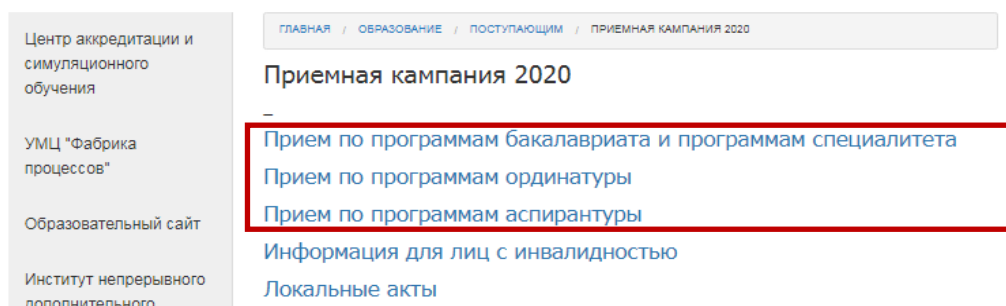 Центр аккредитации и
симуляционного
обучения
УМЦ "Фабрика
процессов"
Образовательный сайт
Институт непрерывного
дополнительного
ГЛАВНАЯ / ОБРАЗОВАНИЕ / ПОСТУПАЮЩИМ / ПРИЕМНАЯ КАМПАНИЯ 2020
Приемная кампания 2020
Прием по программам бакалавриата и программам специалитета
Прием по программам ординатуры
Прием по программам аспирантуры
Информация для лиц с инвалидностью
Локальные акты